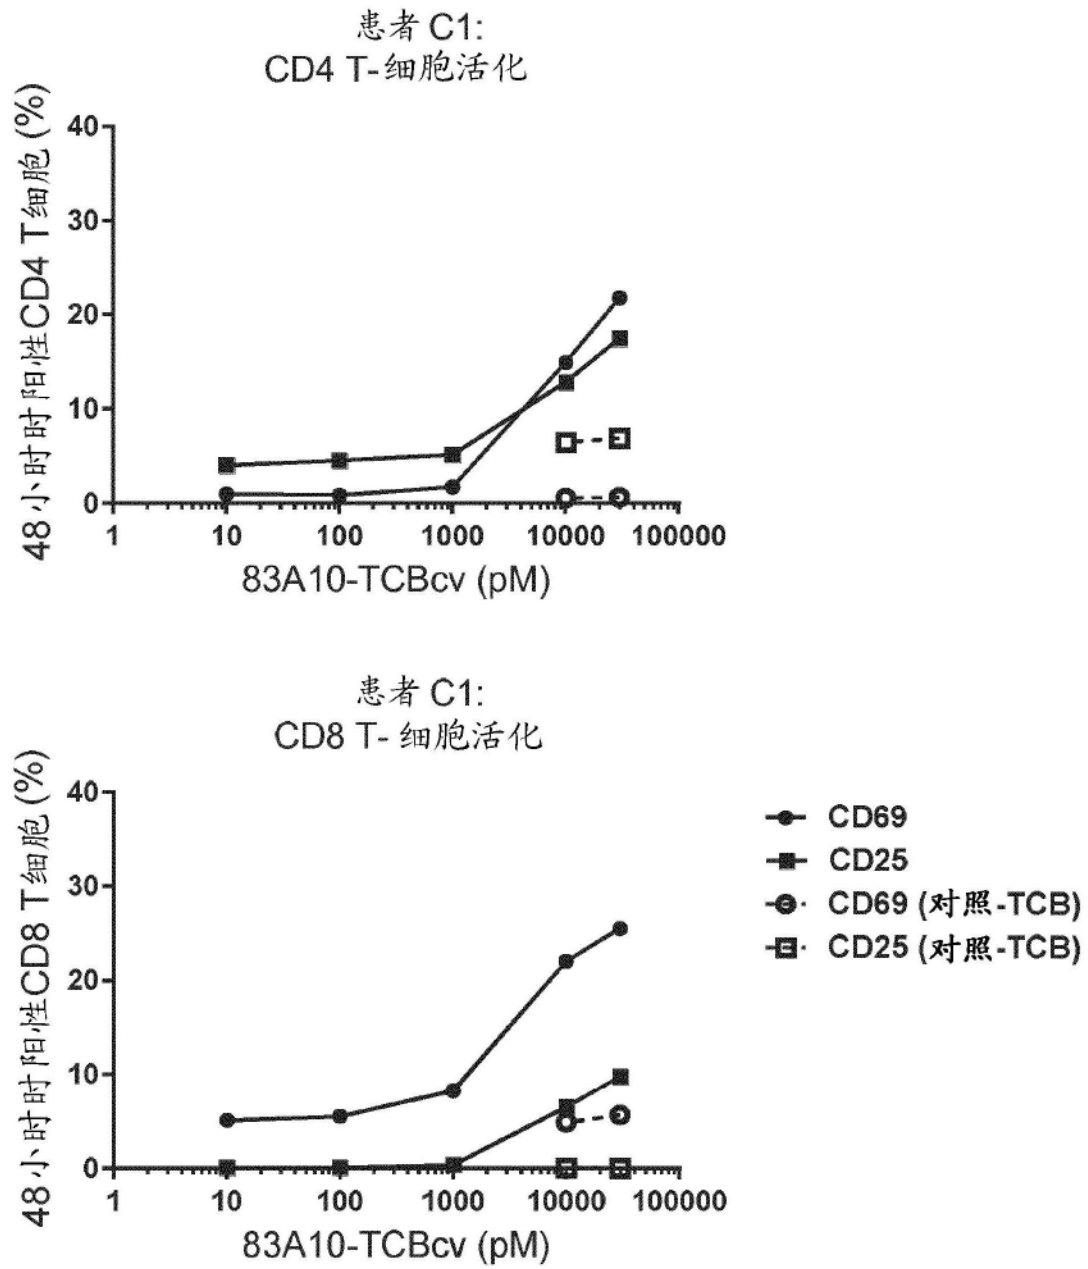 患者 C1:
CD4 T-细胞活化
48小时时阳性CD4 T细胞 (%)
40
30
20
10
0
1 10 100 1000 10000 100000
83A10-TCBcv (pM)
患者 C1:
CD8 T- 细胞活化
48小时时阳性CD8 T细胞 (%)
40
30
20
10
0
1 10 100 1000 10000 100000
83A10-TCBcv (pM)
CD69
CD25
CD69 (对照-TCB)
CD25 (对照-TCB)